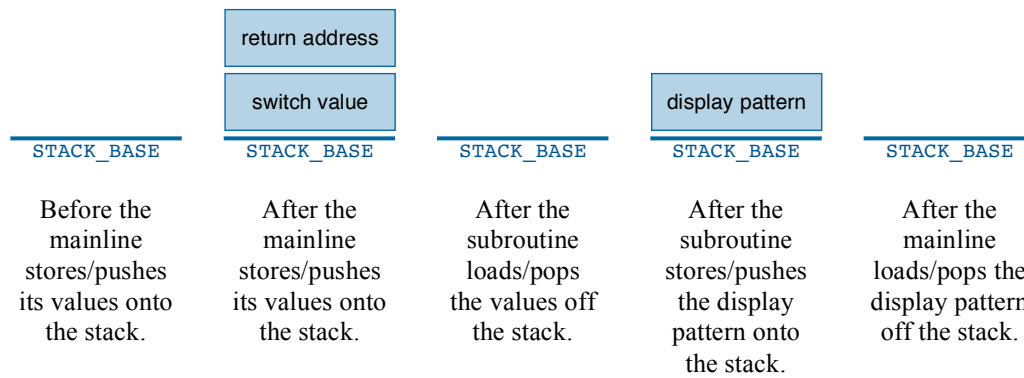 return address
switch value
display pattern
STACK_BASE
STACK_BASE
STACK_BASE
STACK_BASE
STACK_BASE
Before the
mainline
stores/pushes
its values onto
the stack.
After the
mainline
stores/pushes
its values onto
the stack.
After the
subroutine
loads/pops
the values off
the stack.
After the
subroutine
stores/pushes
the display
pattern onto
the stack.
After the
mainline
loads/pops the
display pattern
off the stack.